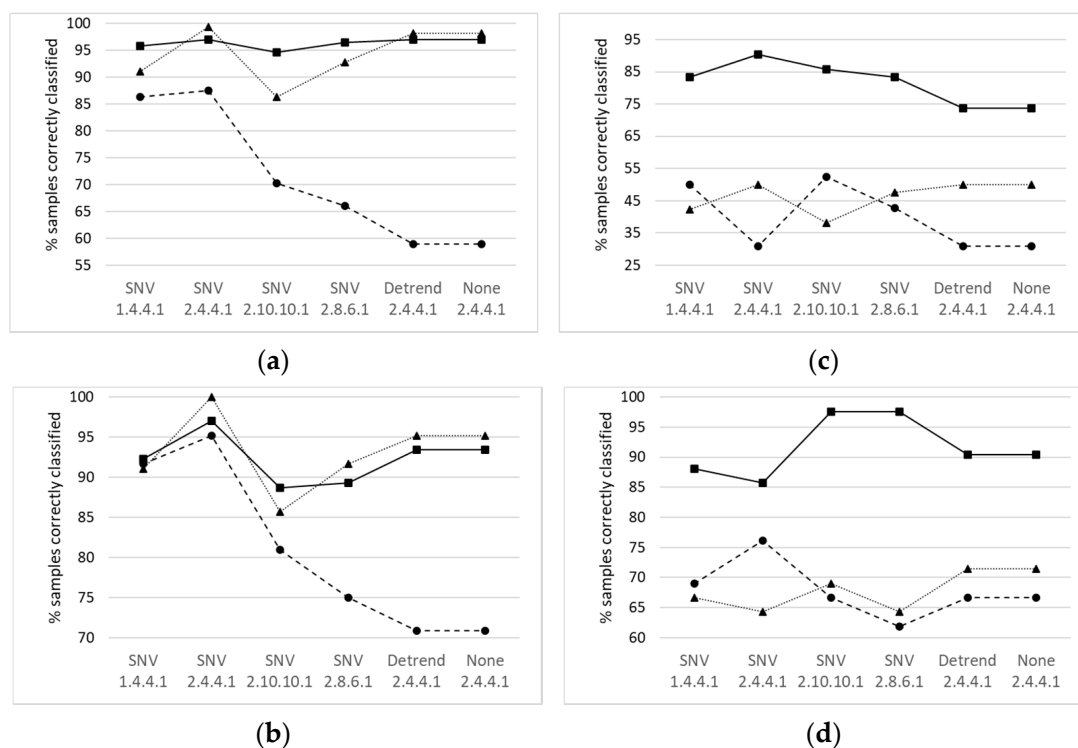 % samples correctly classified
100
95
90
85
80
75
70
65
60
55
SNV SNV SNV SNV Detrend None
1.4.4.1 2.4.4.1 2.10.10.1 2.8.6.1 2.4.4.1 2.4.4.1
(a)
% samples correctly classified
95
85
75
65
55
45
35
25
SNV SNV SNV SNV Detrend None
1.4.4.1 2.4.4.1 2.10.10.1 2.8.6.1 2.4.4.1 2.4.4.1
(c)
% samples correctly classified
100
95
90
85
80
75
70
SNV SNV SNV SNV Detrend None
1.4.4.1 2.4.4.1 2.10.10.1 2.8.6.1 2.4.4.1 2.4.4.1
(b)
% samples correctly classified
100
95
90
85
80
75
70
65
60
SNV SNV SNV SNV Detrend None
1.4.4.1 2.4.4.1 2.10.10.1 2.8.6.1 2.4.4.1 2.4.4.1
(d)